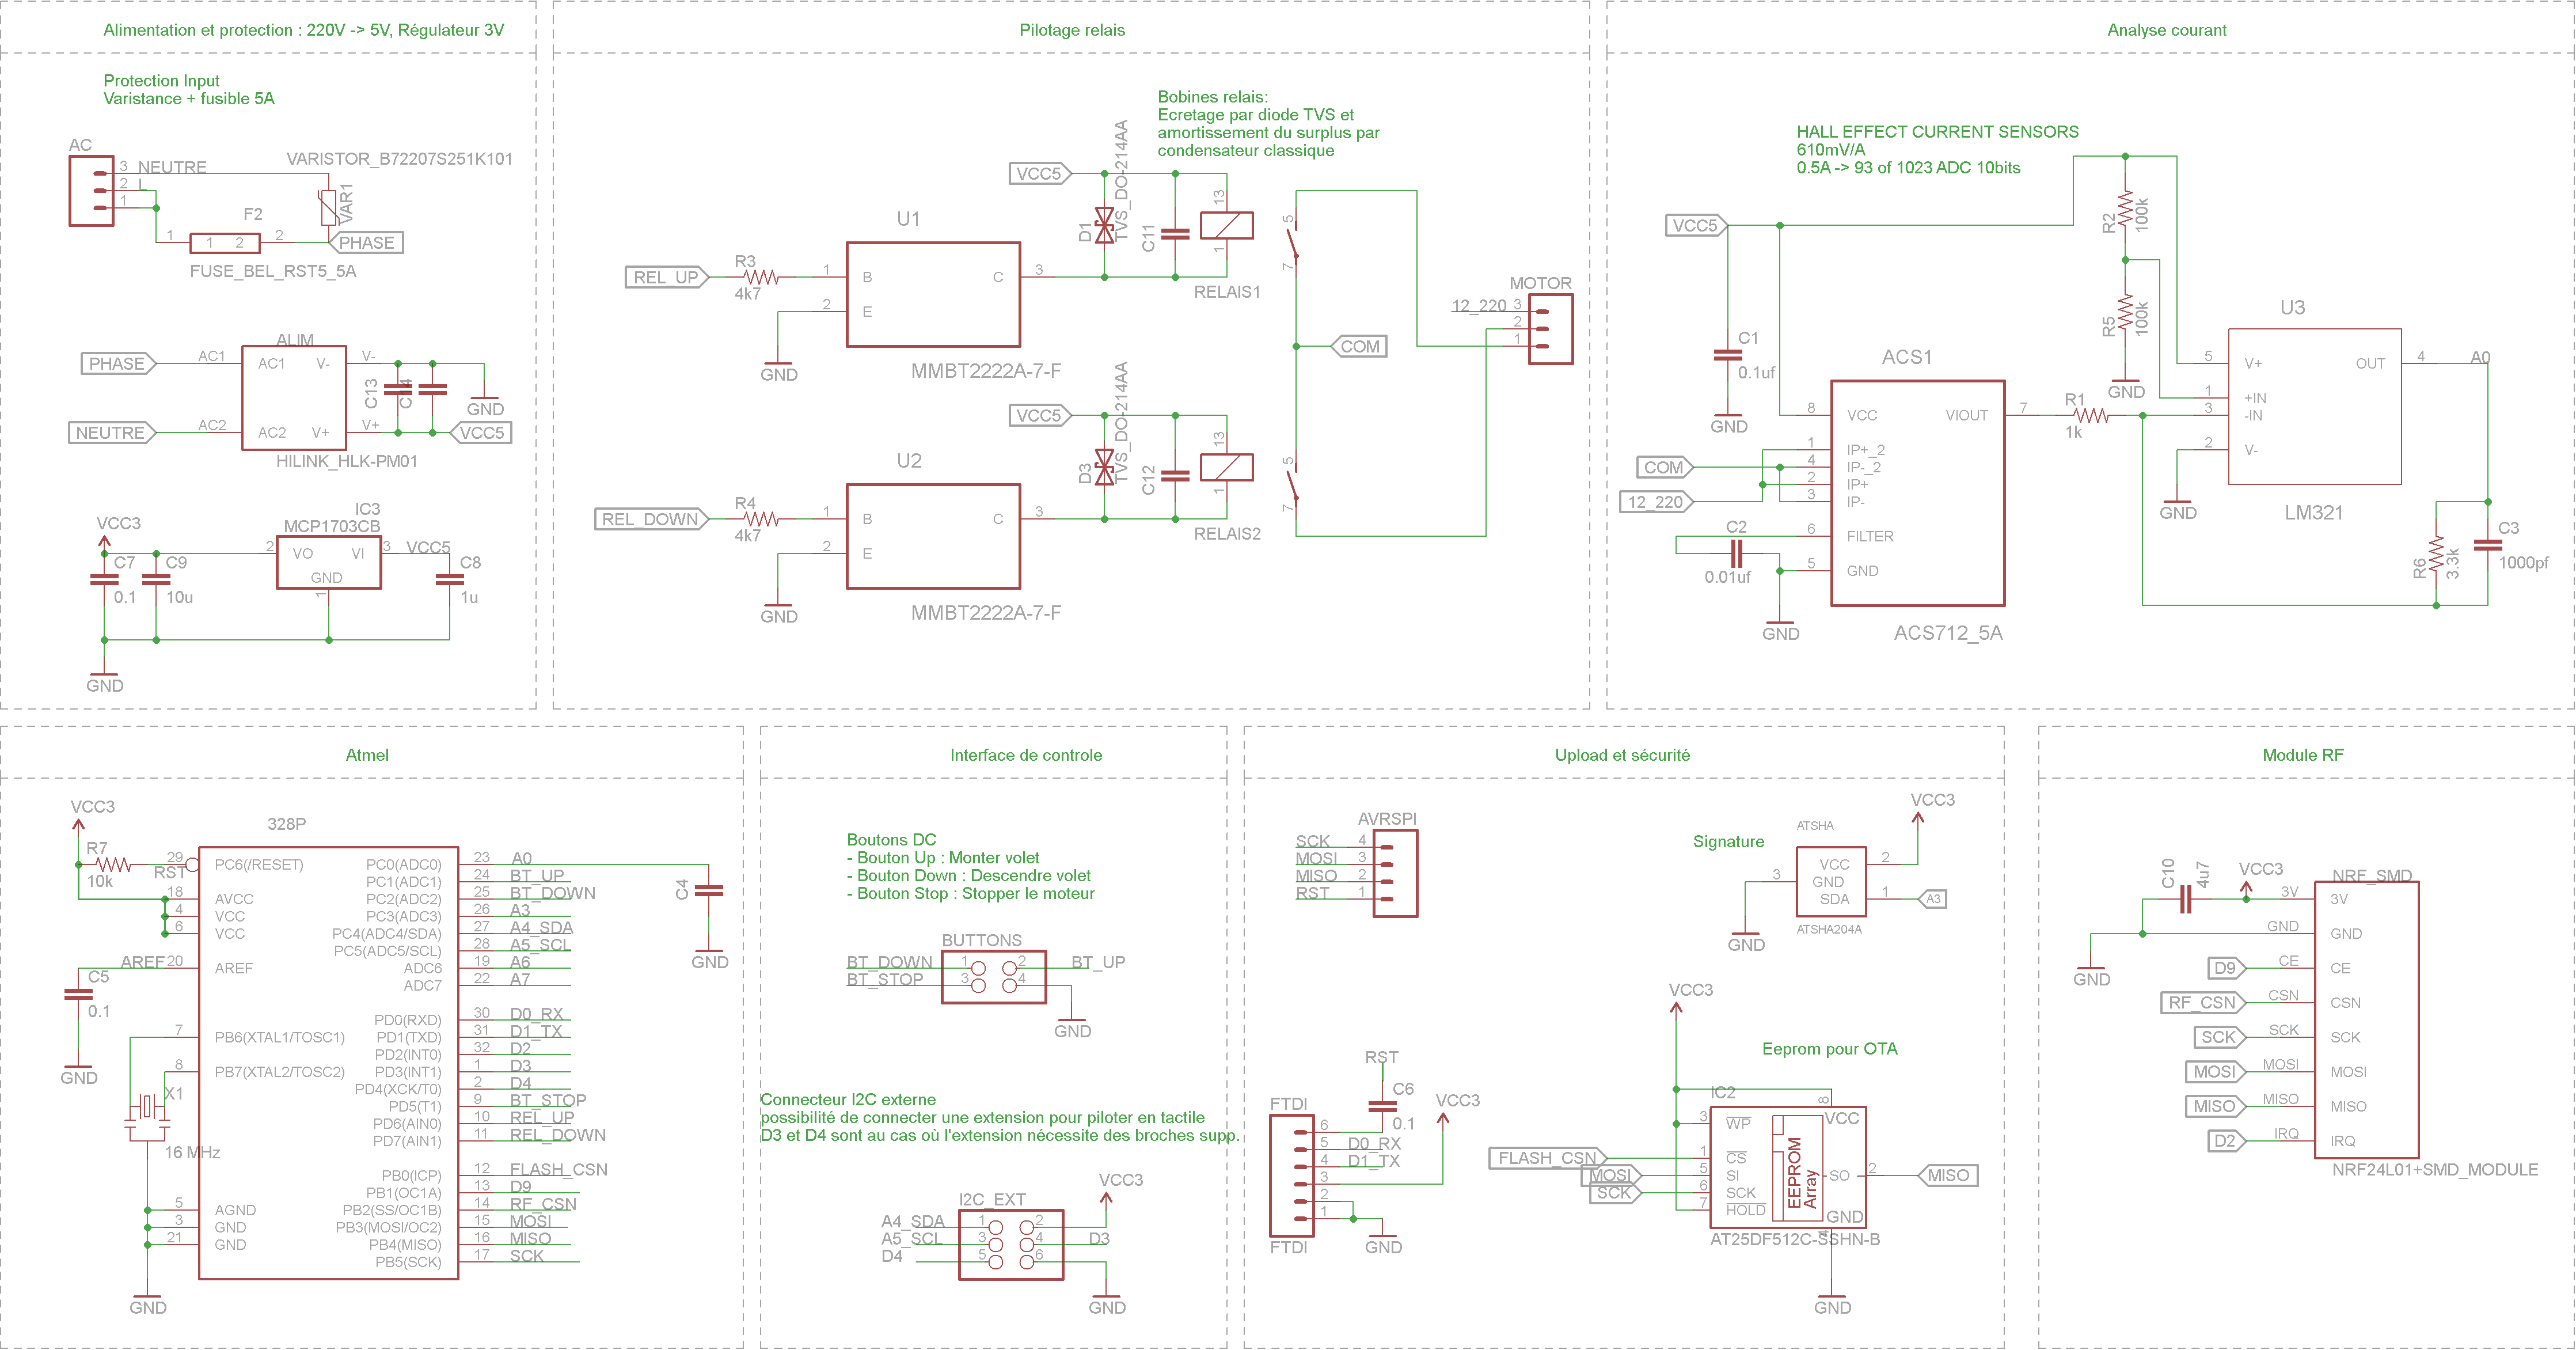 Alimentation et protection : 220V -> 5V, Régulateur 3V
Protection Input
Varistance + fusible 5A
AC
3 NEUTRE
2 L
1
VARISTOR_B72207S251K101
VAR1
F2
1 1 2 2
PHASE
FUSE_BEL_RST5_5A
ALIM
PHASE AC1 AC1 V- V-
C13 C14
GND
NEUTRE AC2 AC2 V+ V+ VCC5
HILINK_HLK-PM01
VCC3
IC3
MCP1703CB
2 VO VI 3 VCC5
GND
1
C7
0.1
C9
10u
C8
1u
GND
Pilotage relais
Bobines relais:
Ecretage par diode TVS et
amortissement du surplus par
condensateur classique
VCC5
D1
TVS_DO-214AA
C11
13
1
RELAIS1
U1
REL_UP
R3
4k7
1 B C 3
2 E
GND
MMBT2222A-7-F
5
7
COM
MOTOR
12_220 3
2
1
VCC5
D3
TVS_DO-214AA
C12
13
1
RELAIS2
U2
REL_DOWN
R4
4k7
1 B C 3
2 E
GND
MMBT2222A-7-F
5
7
Analyse courant
HALL EFFECT CURRENT SENSORS
610mV/A
0.5A -> 93 of 1023 ADC 10bits
VCC5
R2
100k
R5
100k
GND
C1
0.1uf
GND
ACS1
8 VCC VIOUT 7
1 IP+_2
4 IP-_2
2 IP+
3 IP-
6 FILTER
5 GND
COM
12_220
C2
0.01uf
GND
ACS712_5A
R1
1k
U3
5 V+ OUT 4 A0
1 +IN
3 -IN
2 V-
GND
LM321
R6
3.3k
C3
1000pf
Atmel
VCC3
328P
R7
10k
29 PC6(/RESET)
RST
18 AVCC
4 VCC
6 VCC
AREF 20 AREF
C5
0.1
GND
7 PB6(XTAL1/TOSC1)
8 PB7(XTAL2/TOSC2)
X1
16 MHz
5 AGND
3 GND
21 GND
GND
PC0(ADC0) 23 A0
PC1(ADC1) 24 BT_UP
PC2(ADC2) 25 BT_DOWN
PC3(ADC3) 26 A3
PC4(ADC4/SDA) 27 A4_SDA
PC5(ADC5/SCL) 28 A5_SCL
ADC6 19 A6
ADC7 22 A7
PD0(RXD) 30 D0_RX
PD1(TXD) 31 D1_TX
PD2(INT0) 32 D2
PD3(INT1) 1 D3
PD4(XCK/T0) 2 D4
PD5(T1) 9 BT_STOP
PD6(AIN0) 10 REL_UP
PD7(AIN1) 11 REL_DOWN
PB0(ICP) 12 FLASH_CSN
PB1(OC1A) 13 D9
PB2(SS/OC1B) 14 RF_CSN
PB3(MOSI/OC2) 15 MOSI
PB4(MISO) 16 MISO
PB5(SCK) 17 SCK
C4
GND
Interface de controle
Boutons DC
- Bouton Up : Monter volet
- Bouton Down : Descendre volet
- Bouton Stop : Stopper le moteur
BUTTONS
BT_DOWN 1 2 BT_UP
BT_STOP 3 4
GND
Connecteur I2C externe
possibilité de connecter une extension pour piloter en tactile
D3 et D4 sont au cas où l'extension nécessite des broches supp.
VCC3
I2C_EXT
A4_SDA 1 2
A5_SCL 3 4 D3
D4 5 6
GND
Upload et sécurité
AVRSPI
SCK 4
MOSI 3
MISO 2
RST 1
Signature
VCC3
ATSHA
VCC 2
3 GND
SDA 1 A3
GND
ATSHA204A
RST
C6
0.1
VCC3
FTDI
6
5 D0_RX
4 D1_TX
3
2
1
GND
FTDI
VCC3
Eeprom pour OTA
IC2
8
VCC
3 WP
FLASH_CSN 1 CS
MOSI 5 SI
SCK 6 SCK
7 HOLD
EEPROM
Array
SO 2 MISO
GND
4
AT25DF512C-SSHN-B
GND
Module RF
C10
4u7
VCC3
NRF_SMD
3V 3V
GND GND
GND
D9 CE CE
RF_CSN CSN CSN
SCK SCK SCK
MOSI MOSI MOSI
MISO MISO MISO
D2 IRQ IRQ
NRF24L01+SMD_MODULE